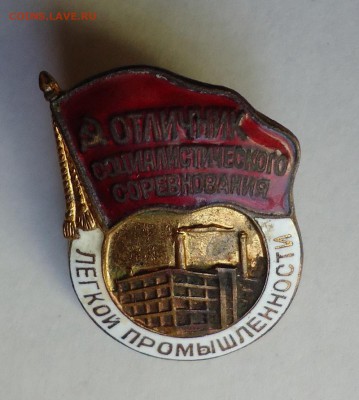 COINS.LAVE.RU
ОТЛИЧНИК
СОЦИАЛИСТИЧЕСКОГО
СОРЕВНОВАНИЯ
ЛЕГКОЙ ПРОМЫШЛЕННОСТИ